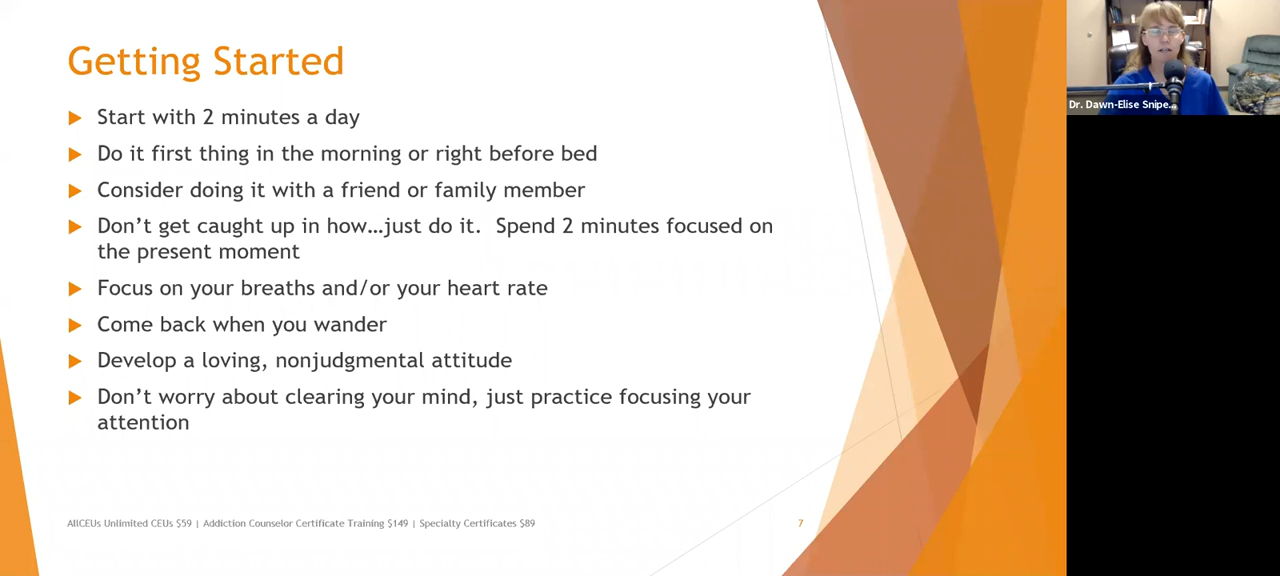 Getting Started
Start with 2 minutes a day
Do it first thing in the morning or right before bed
Consider doing it with a friend or family member
Don’t get caught up in how…just do it.  Spend 2 minutes focused on
the present moment
Focus on your breaths and/or your heart rate
Come back when you wander
Develop a loving, nonjudgmental attitude
Don’t worry about clearing your mind, just practice focusing your
attention
AllCEUs Unlimited CEUs $59 | Addiction Counselor Certificate Training $149 | Specialty Certificates $89
7
Dr. Dawn-Elise Snipe...